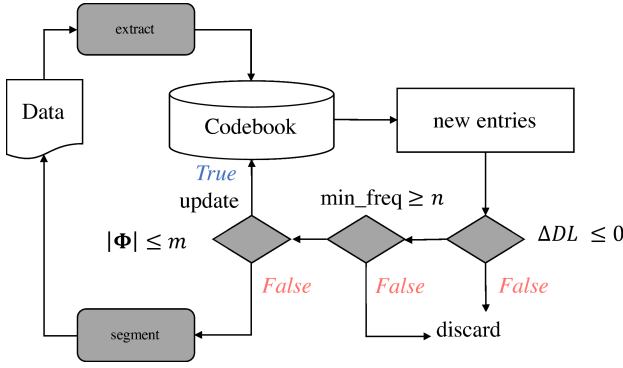 extract
Data
Codebook
new entries
True
update
min_freq ≥ n
|Φ| ≤ m
ΔDL ≤ 0
False
False
False
segment
discard